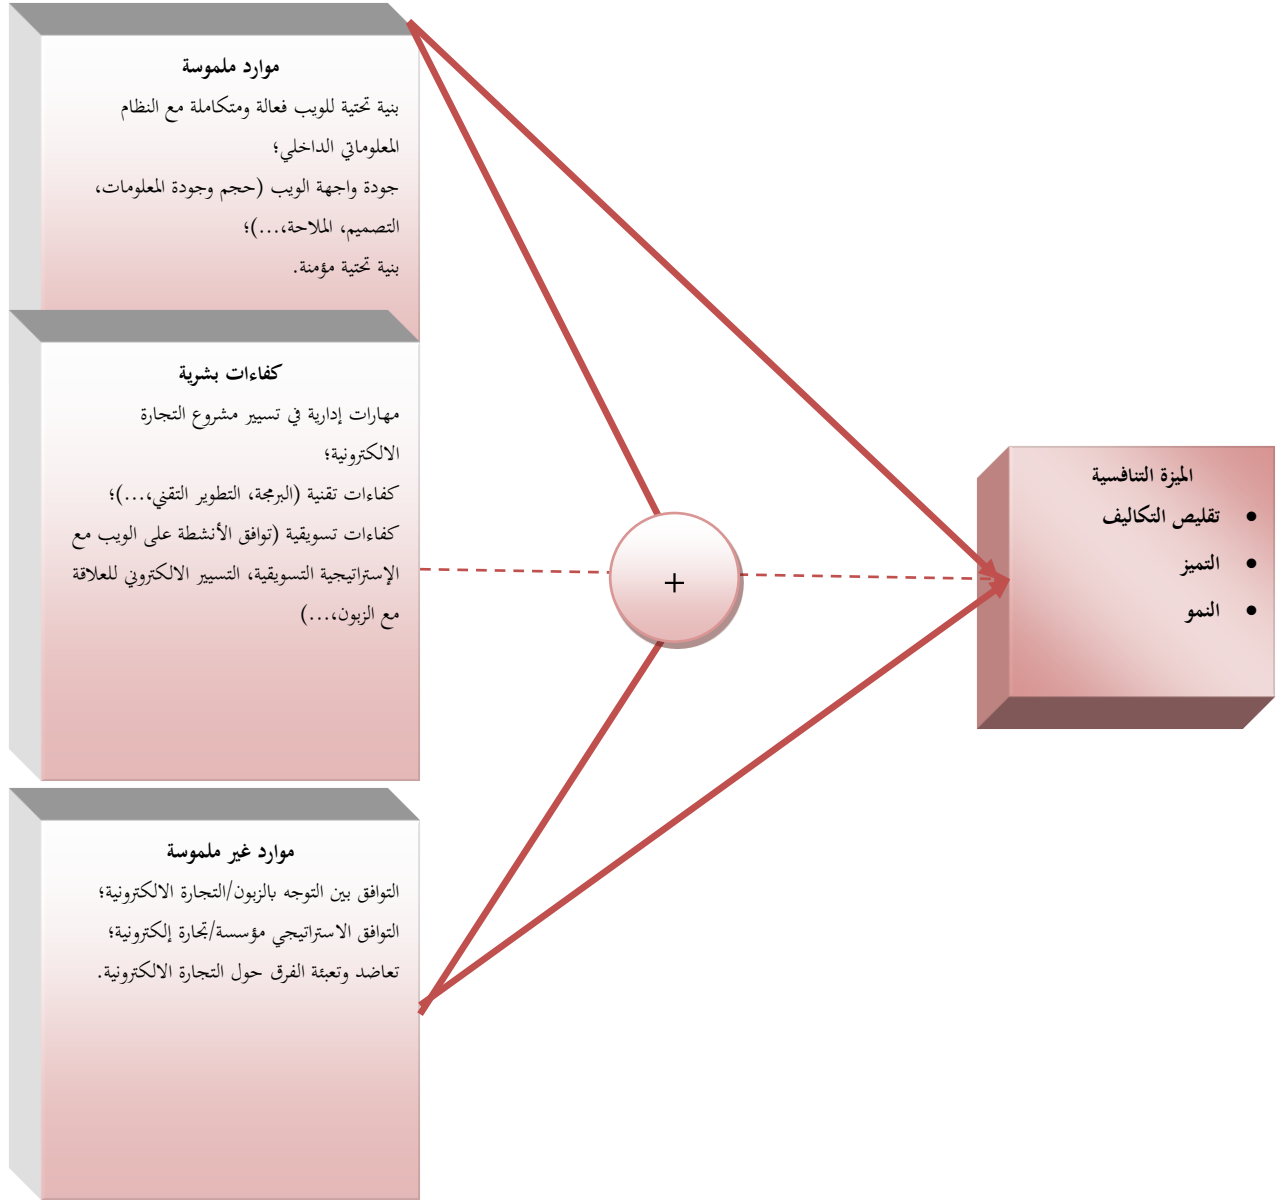 موارد ملموسة
بنية تحتية للويب فعالة ومتكاملة مع النظام
المعلوماتي الداخلي؛
جودة واجهة الويب (حجم وجودة المعلومات،
التصميم، الملاحة،...)؛
بنية تحتية مؤمنة.
كفاءات بشرية
مهارات إدارية في تسيير مشروع التجارة
الالكترونية؛
كفاءات تقنية (البرمجة، التطوير التقني،...)؛
كفاءات تسويقية (توافق الأنشطة على الويب مع
الإستراتيجية التسويقية، التسيير الالكتروني للعلاقة
مع الزبون،...)
موارد غير ملموسة
التوافق بين التوجه بالزبون/التجارة الالكترونية؛
التوافق الاستراتيجي مؤسسة/تجارة إلكترونية؛
تعاضد وتعبئة الفرق حول التجارة الالكترونية.
+
الميزة التنافسية
• تقليص التكاليف
• التميز
• النمو